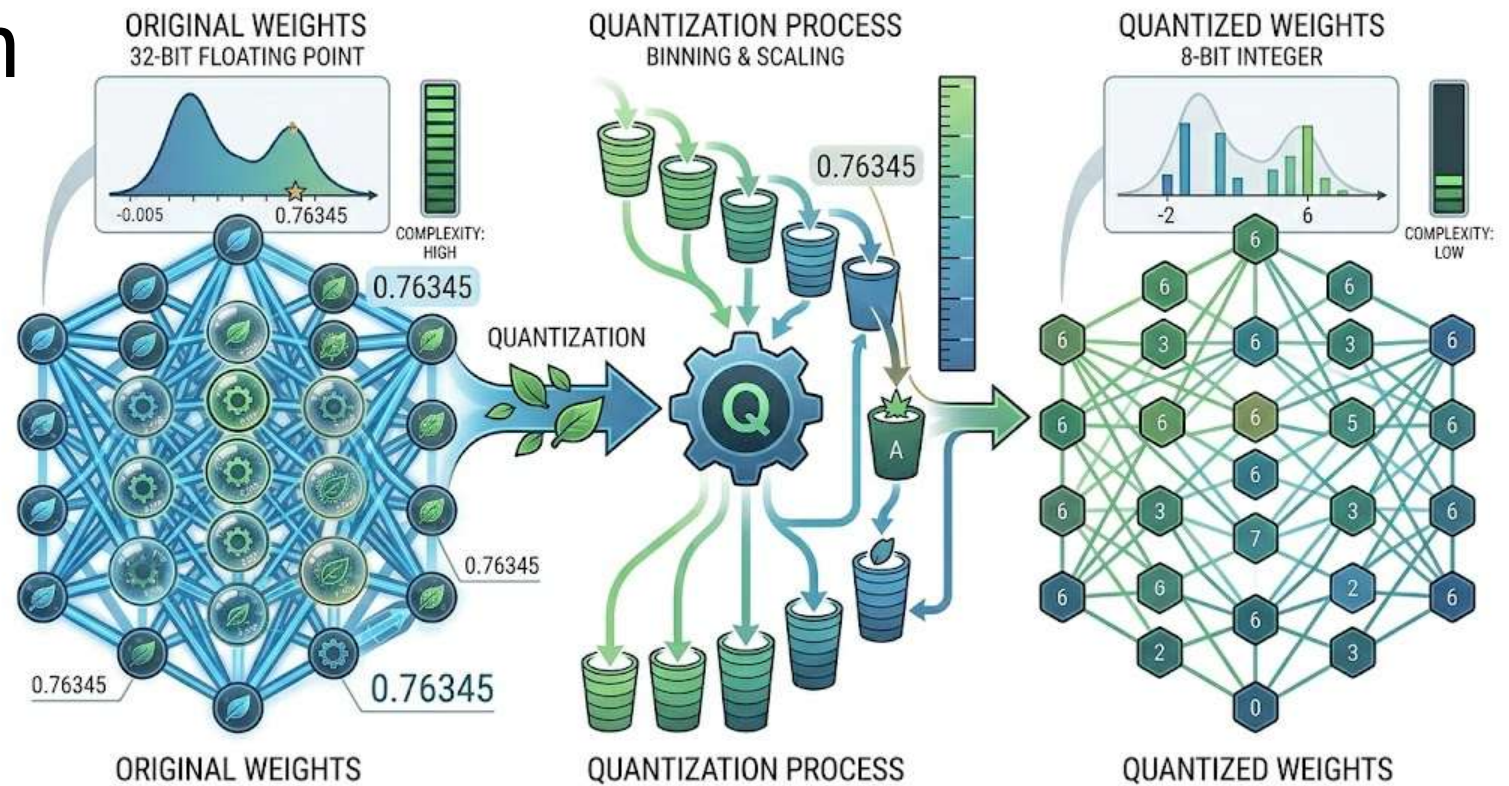 n
ORIGINAL WEIGHTS
32-BIT FLOATING POINT
-0.005
0.76345
COMPLEXITY:
HIGH
0.76345
0.76345
0.76345
0.76345
ORIGINAL WEIGHTS
QUANTIZATION
QUANTIZATION PROCESS
BINNING & SCALING
0.76345
Q
A
QUANTIZATION PROCESS
QUANTIZED WEIGHTS
8-BIT INTEGER
-2
6
COMPLEXITY:
LOW
6
6
6
6
3
6
3
6
6
6
6
5
6
6
6
3
3
6
7
6
6
2
6
6
2
3
0
QUANTIZED WEIGHTS